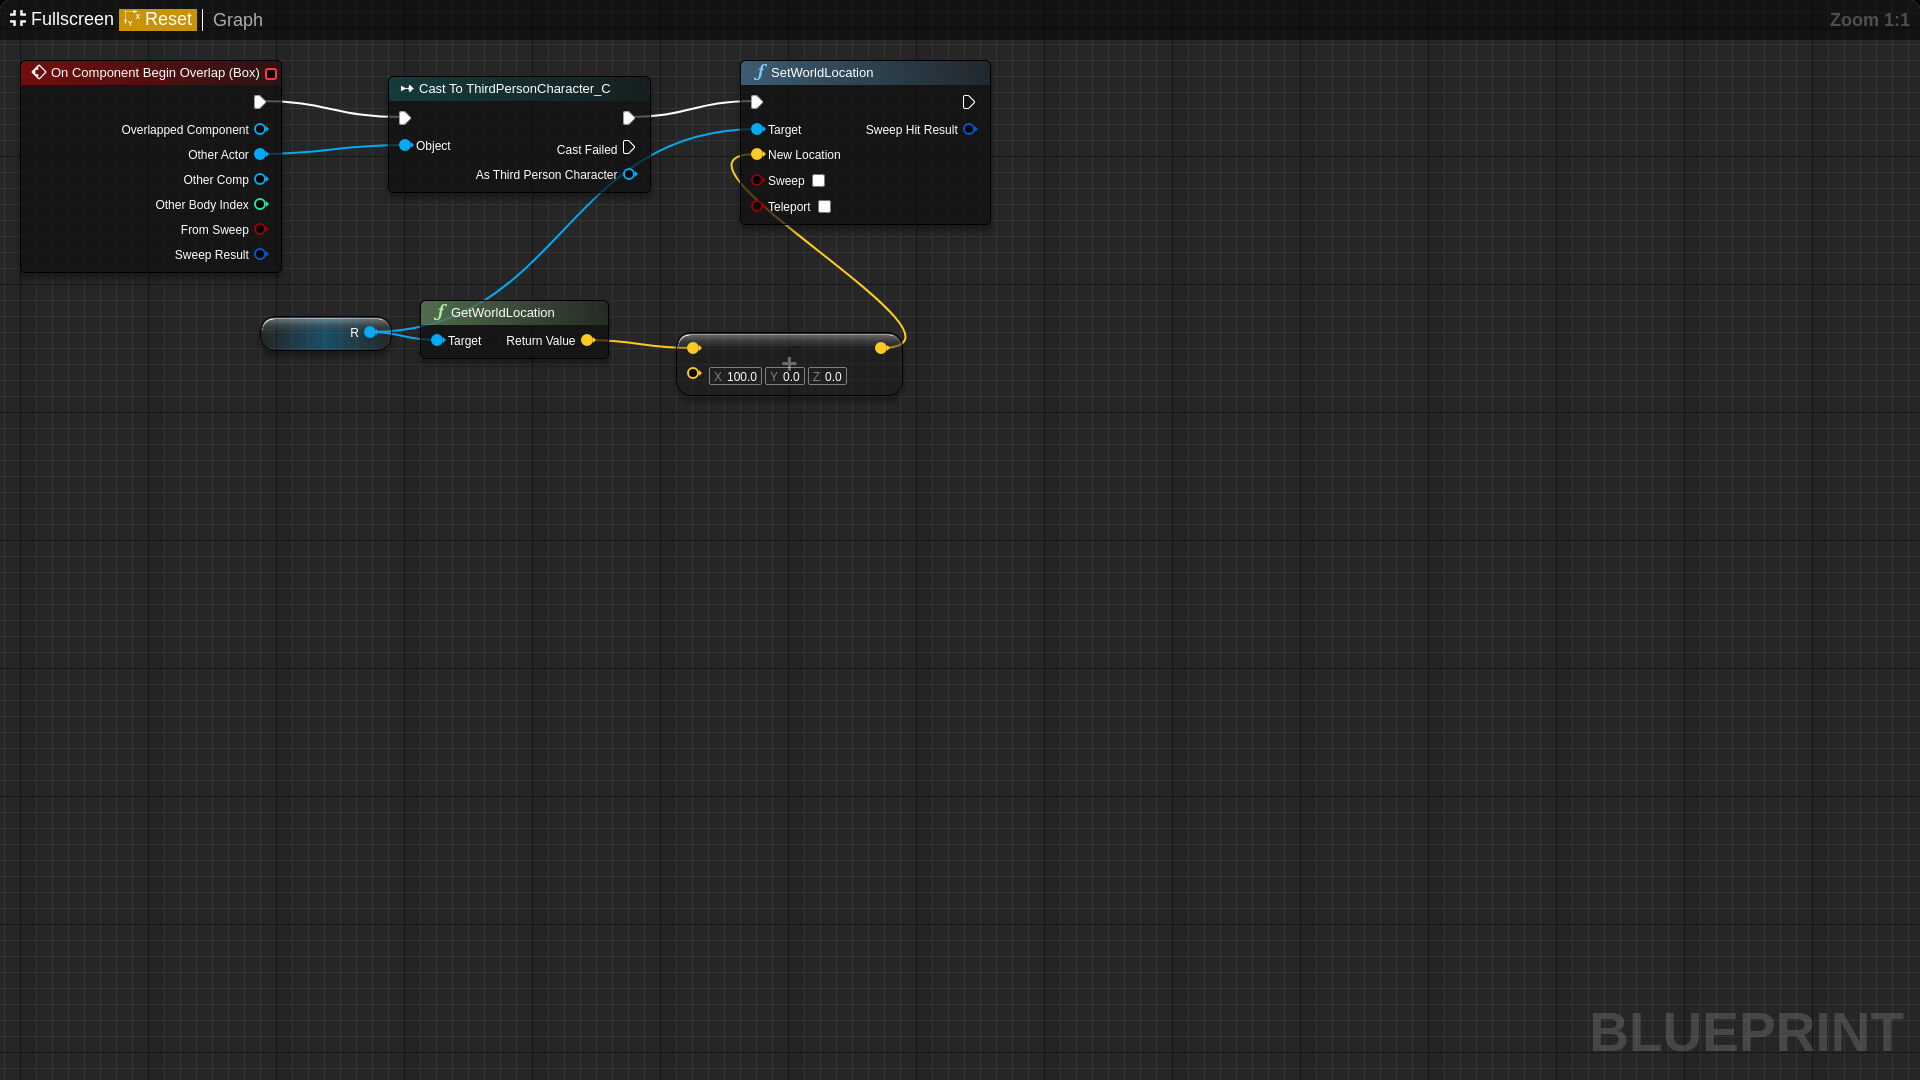 Fullscreen Reset Graph
Zoom 1:1
On Component Begin Overlap (Box)
Overlapped Component
Other Actor
Other Comp
Other Body Index
From Sweep
Sweep Result
Cast To ThirdPersonCharacter_C
Object
Cast Failed
As Third Person Character
SetWorldLocation
Target
Sweep Hit Result
New Location
Sweep
Teleport
R
GetWorldLocation
Target Return Value
+
X 100.0 Y 0.0 Z 0.0
BLUEPRINT